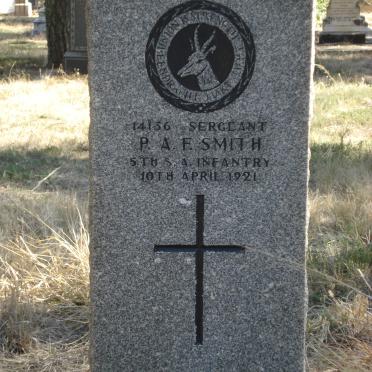 14136 SERGEANT
P. A. F. SMITH
5TH S. A. INFANTRY
10TH APRIL 1921